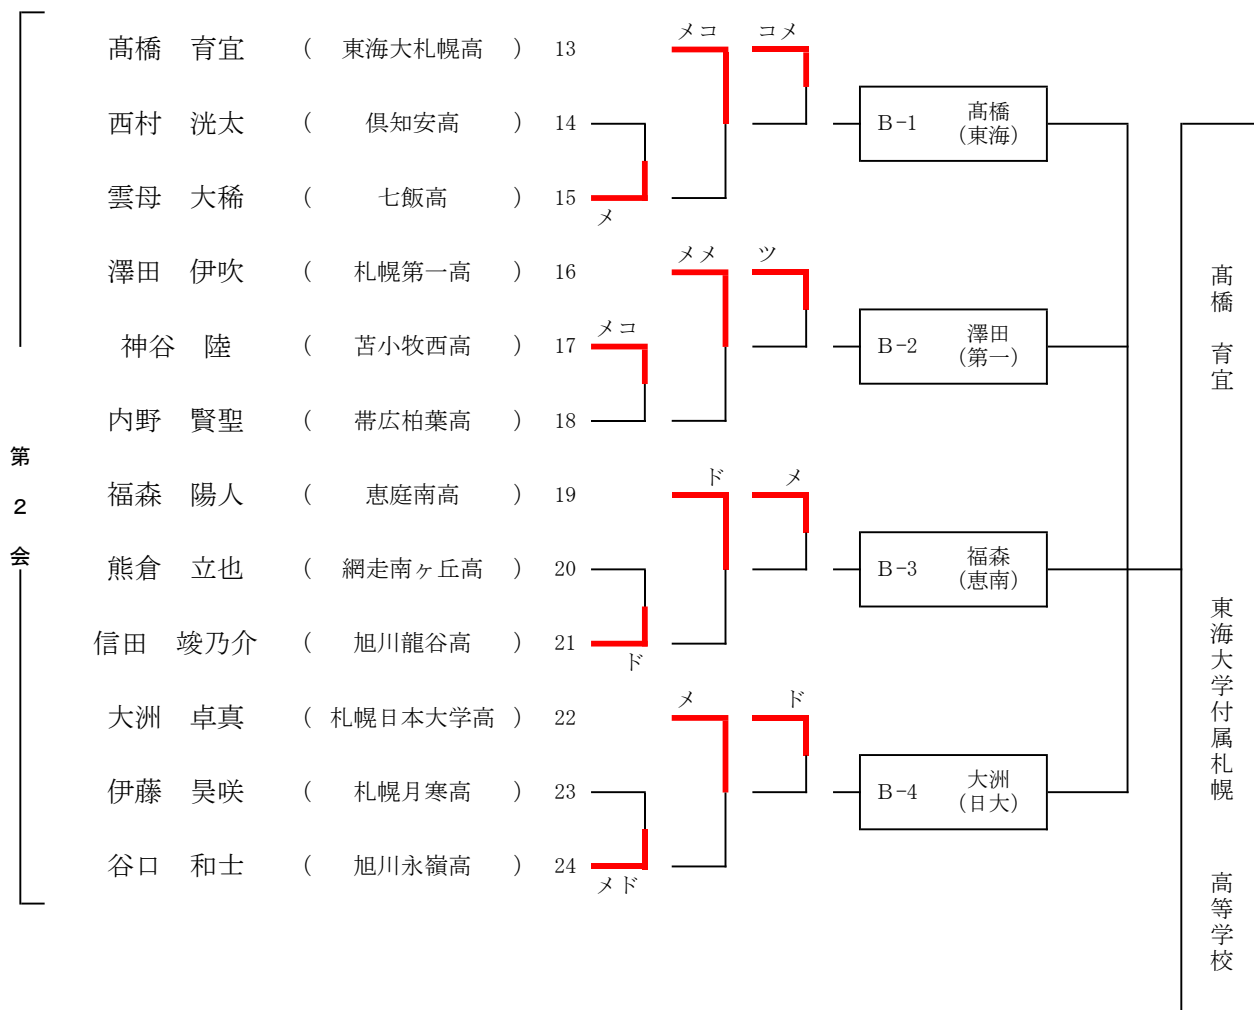 メコ コメ
髙橋 育宜 ( 東海大札幌高 ) 13
B-1 髙橋
(東海)
西村 洸太 ( 倶知安高 ) 14
雲母 大稀 ( 七飯高 ) 15
メ
メメ ツ
澤田 伊吹 ( 札幌第一高 ) 16
メコ
B-2 澤田
(第一)
神谷 陸 ( 苫小牧西高 ) 17
内野 賢聖 ( 帯広柏葉高 ) 18
ド メ
福森 陽人 ( 恵庭南高 ) 19
B-3 福森
(恵南)
熊倉 立也 ( 網走南ヶ丘高 ) 20
信田 竣乃介 ( 旭川龍谷高 ) 21
ド
メ ド
大洲 卓真 ( 札幌日本大学高 ) 22
B-4 大洲
(日大)
伊藤 昊咲 ( 札幌月寒高 ) 23
谷口 和士 ( 旭川永嶺高 ) 24
メド
第2会
髙橋 育宜
東海大学付属札幌
高等学校